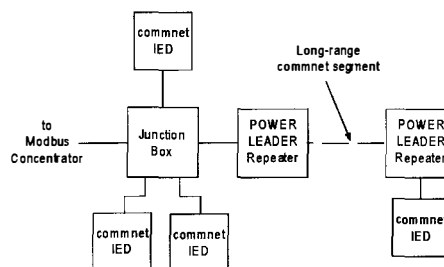 commnet
IED
Long-range
commnet segment
to
Modbus
Concentrator
Junction
Box
POWER
LEADER
Repeater
POWER
LEADER
Repeater
commnet
IED
commnet
IED
commnet
IED